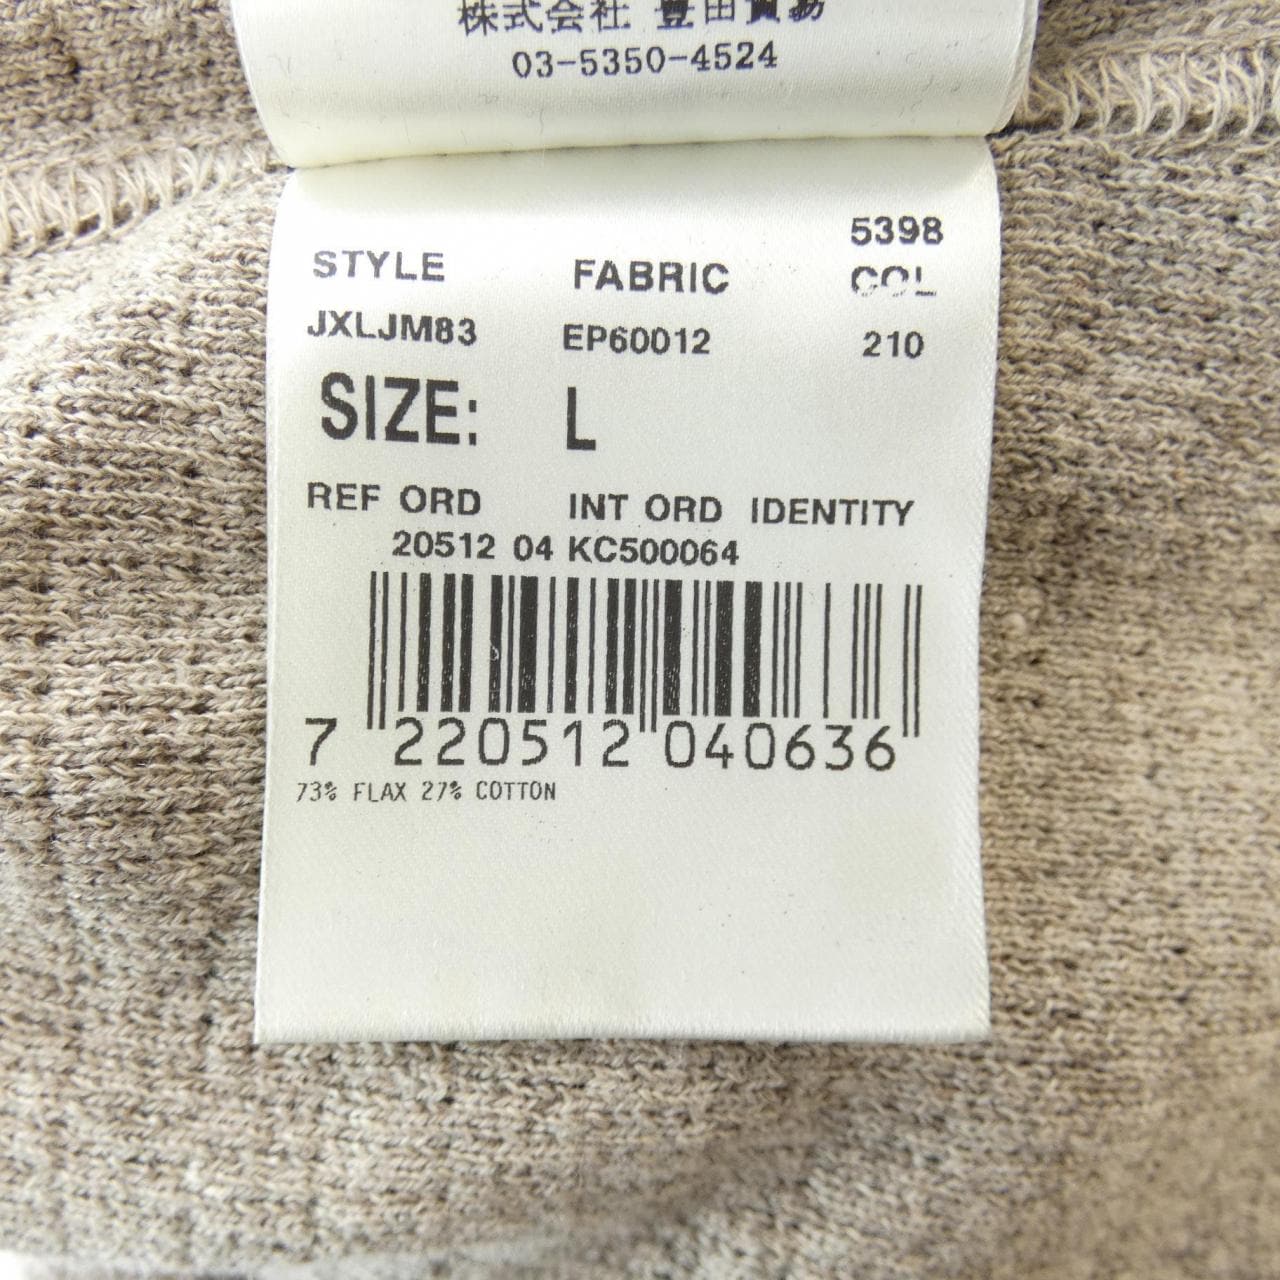 株式会社 豊田貿易
03-5350-4524
5398
STYLE FABRIC COL
JXLJM83 EP60012 210
SIZE: L
REF ORD INT ORD IDENTITY
20512 04 KC500064
7 220512 040636
73% FLAX 27% COTTON